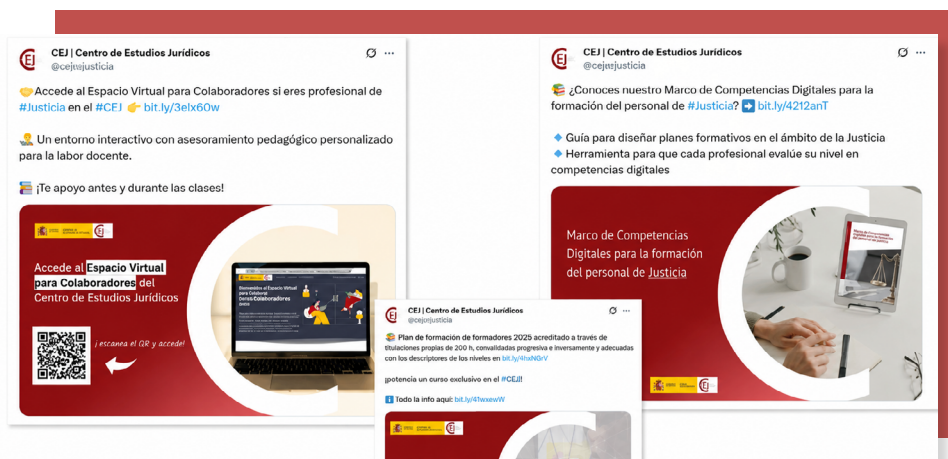 CEJ | Centro de Estudios Jurídicos
@cejmjusticia
Accede al Espacio Virtual para Colaboradores si eres profesional de
#Justicia en el #CEJ bit.ly/3elx60w
Un entorno interactivo con asesoramiento pedagógico personalizado
para la labor docente.
¡Te apoyo antes y durante las clases!
Accede al Espacio Virtual
para Colaboradores del
Centro de Estudios Jurídicos
¡escanea el QR y accede!
CEJ | Centro de Estudios Jurídicos
Plan de formación de formadores 2025 acreditado a través de
titulaciones propias de 200 h, convalidadas progresiva e inversamente y adecuadas
con los descriptores de los niveles en bit.ly/4hxNGrV
¡potencia un curso exclusivo en el #CEJ!
Todo la info aquí: bit.ly/41wxewW
CEJ | Centro de Estudios Jurídicos
@cejmjusticia
¿Conoces nuestro Marco de Competencias Digitales para la
formación del personal de #Justicia? bit.ly/4212anT
Guía para diseñar planes formativos en el ámbito de la Justicia
Herramienta para que cada profesional evalúe su nivel en
competencias digitales
Marco de Competencias
Digitales para la formación
del personal de Justicia